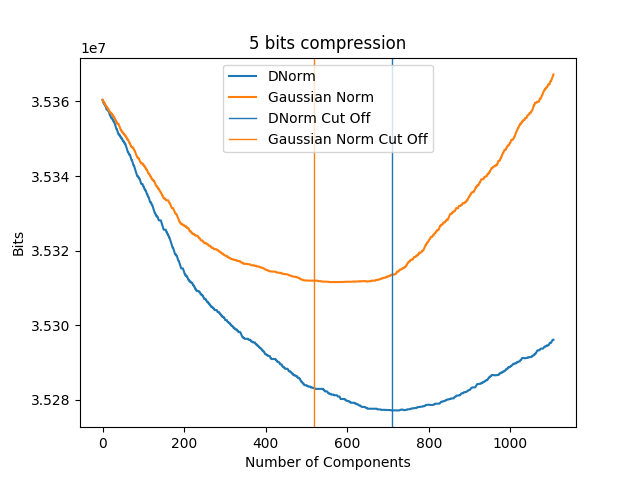 5 bits compression
1e7
DNorm
Gaussian Norm
DNorm Cut Off
Gaussian Norm Cut Off
3.536
3.534
3.532
3.530
3.528
Bits
0 200 400 600 800 1000
Number of Components